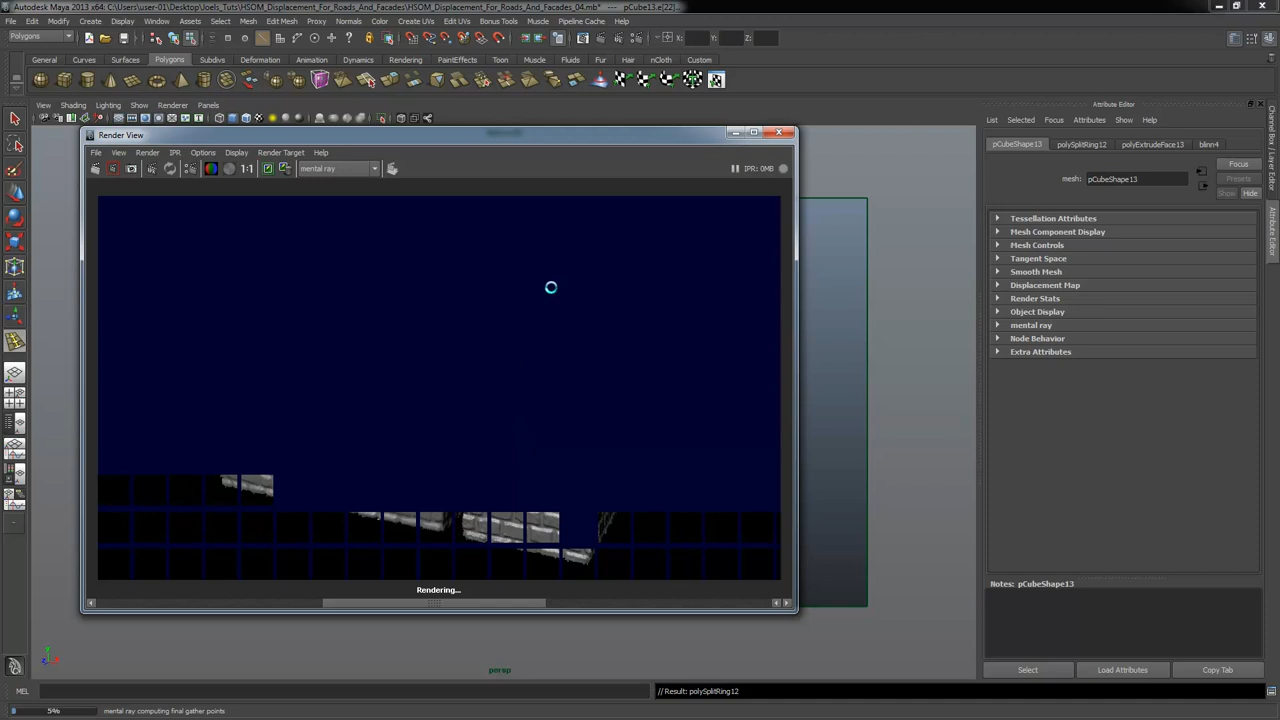 Autodesk Maya 2013 x64: C:\Users\user-01\Desktop\Joels_Tuts\HSOM_Displacement_For_Roads_And_Facades\HSOM_Displacement_For_Roads_And_Facades_04.mb* --- pCube13.e[22]
File Edit Modify Create Display Window Assets Select Mesh Edit Mesh Proxy Normals Color Create UVs Edit UVs Bonus Tools Muscle Pipeline Cache Help
Polygons X: Y: Z:
General Curves Surfaces Polygons Subdivs Deformation Animation Dynamics Rendering PaintEffects Toon Muscle Fluids Fur Hair nCloth Custom
View Shading Lighting Show Renderer Panels
Attribute Editor
List Selected Focus Attributes Show Help
Render View
File View Render IPR Options Display Render Target Help
1:1 mental ray IPR: 0MB
pCubeShape13 polySplitRing12 polyExtrudeFace13 blinn4
Focus
Presets
mesh: pCubeShape13
Show Hide
Tessellation Attributes
Mesh Component Display
Mesh Controls
Tangent Space
Smooth Mesh
Displacement Map
Render Stats
Object Display
mental ray
Node Behavior
Extra Attributes
Channel Box / Layer Editor
Attribute Editor
Rendering...
Notes: pCubeShape13
persp
Select Load Attributes Copy Tab
MEL // Result: polySplitRing12
5% mental ray computing final gather points